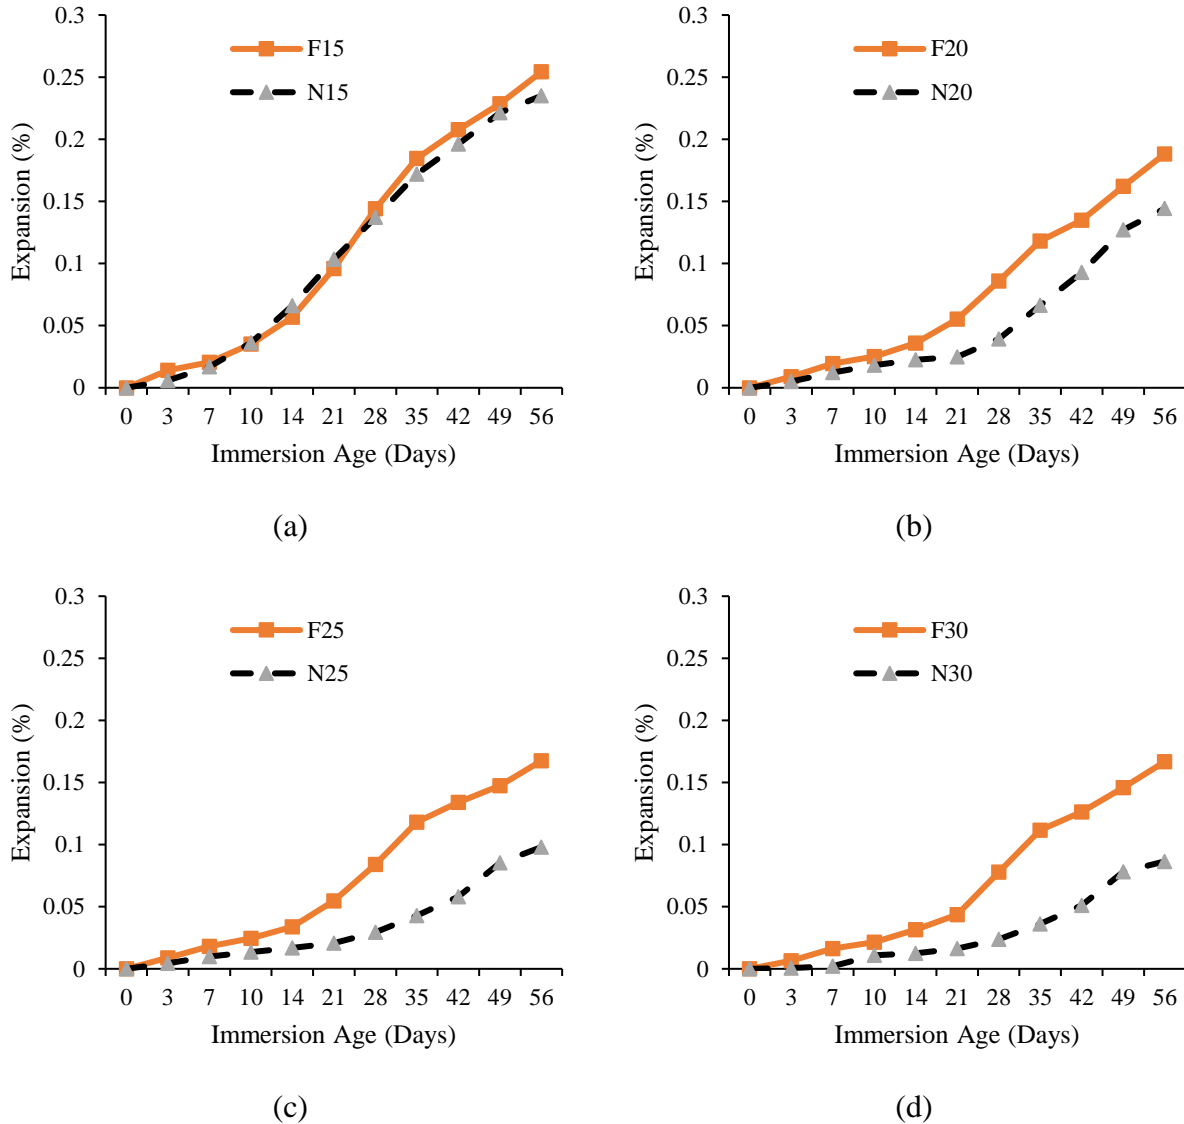 0.3
0.25
0.2
0.15
0.1
0.05
0
Expansion (%)
F15
N15
0 3 7 10 14 21 28 35 42 49 56
Immersion Age (Days)
(a)
0.3
0.25
0.2
0.15
0.1
0.05
0
Expansion (%)
F20
N20
0 3 7 10 14 21 28 35 42 49 56
Immersion Age (Days)
(b)
0.3
0.25
0.2
0.15
0.1
0.05
0
Expansion (%)
F25
N25
0 3 7 10 14 21 28 35 42 49 56
Immersion Age (Days)
(c)
0.3
0.25
0.2
0.15
0.1
0.05
0
Expansion (%)
F30
N30
0 3 7 10 14 21 28 35 42 49 56
Immersion Age (Days)
(d)